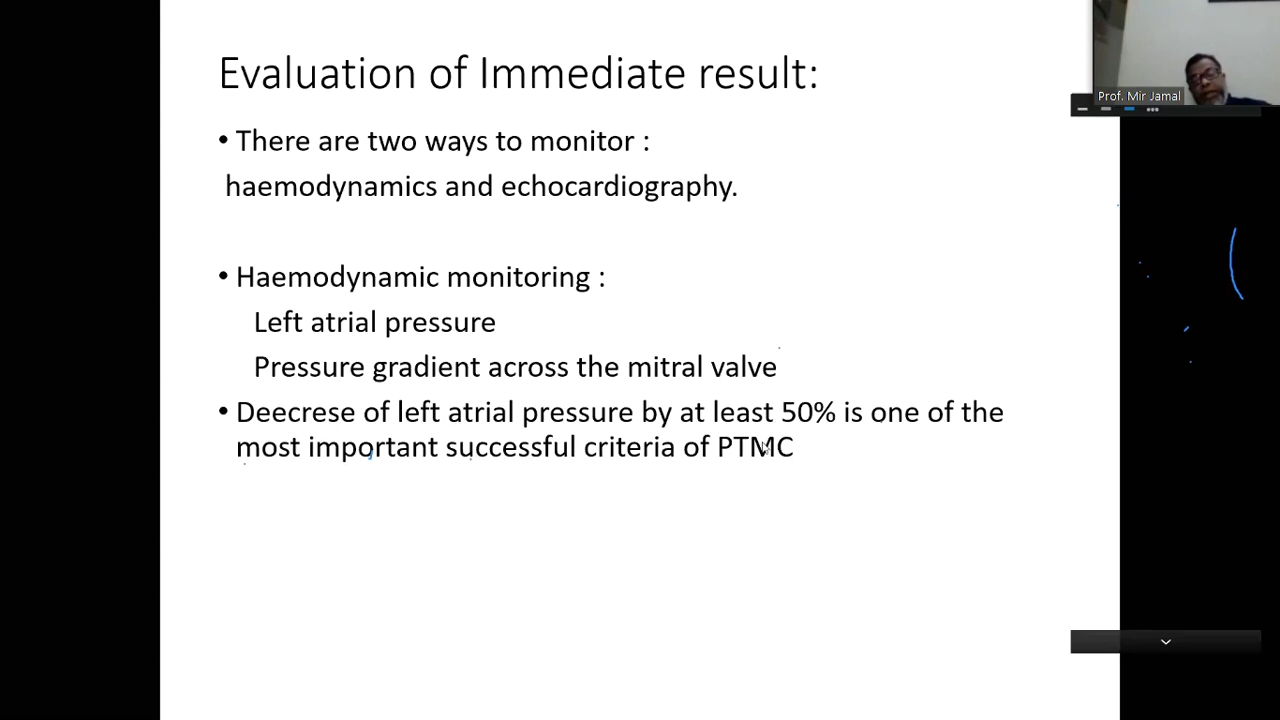 Evaluation of Immediate result:
Prof. Mir Jamal
• There are two ways to monitor :
haemodynamics and echocardiography.
• Haemodynamic monitoring :
Left atrial pressure
Pressure gradient across the mitral valve
• Deecrese of left atrial pressure by at least 50% is one of the
most important successful criteria of PTMC